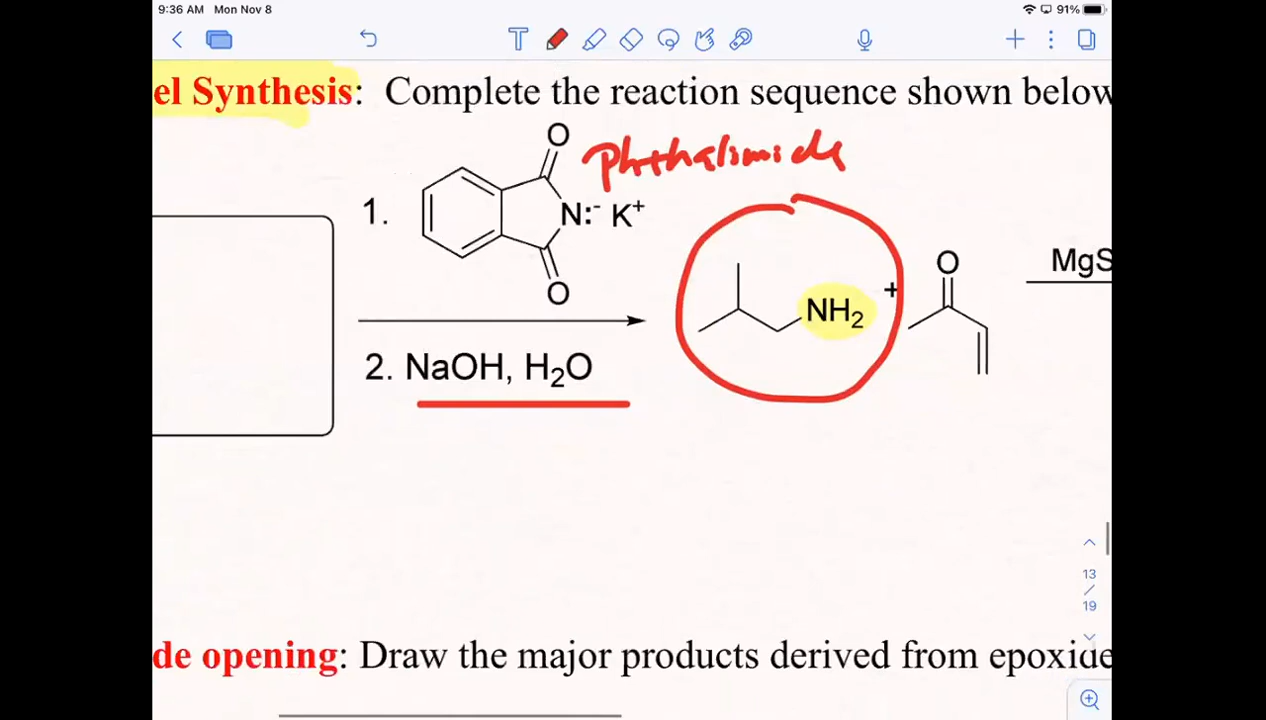 9:36 AM Mon Nov 8
91%
el Synthesis: Complete the reaction sequence shown below
O
Phthalimide
1.
N:- K+
O
NH2
+
O
MgS
2. NaOH, H2O
13
/
19
de opening: Draw the major products derived from epoxide